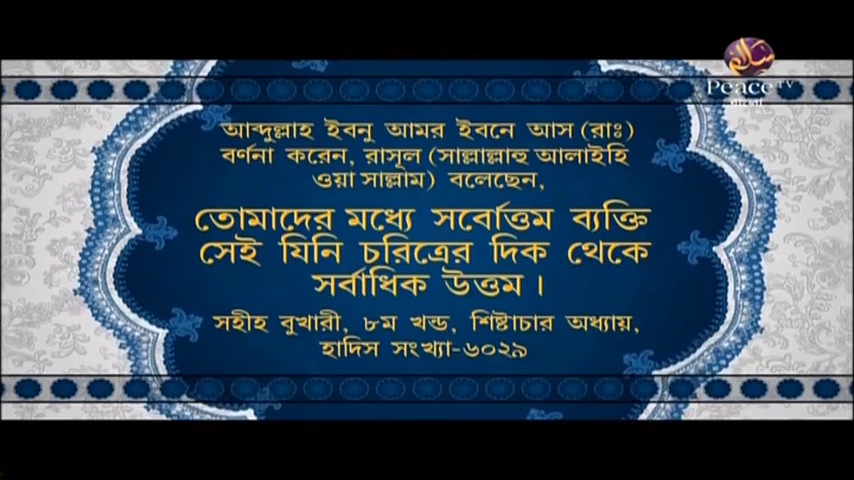 Peace TV
বাংলা
আব্দুল্লাহ ইবনু আমর ইবনে আস (রাঃ)
বর্ণনা করেন, রাসূল (সাল্লাল্লাহু আলাইহি
ওয়া সাল্লাম) বলেছেন,
তোমাদের মধ্যে সর্বোত্তম ব্যক্তি
সেই যিনি চরিত্রের দিক থেকে
সর্বাধিক উত্তম ।
সহীহ বুখারী, ৮ম খন্ড, শিষ্টাচার অধ্যায়,
হাদিস সংখ্যা-৬০২৯